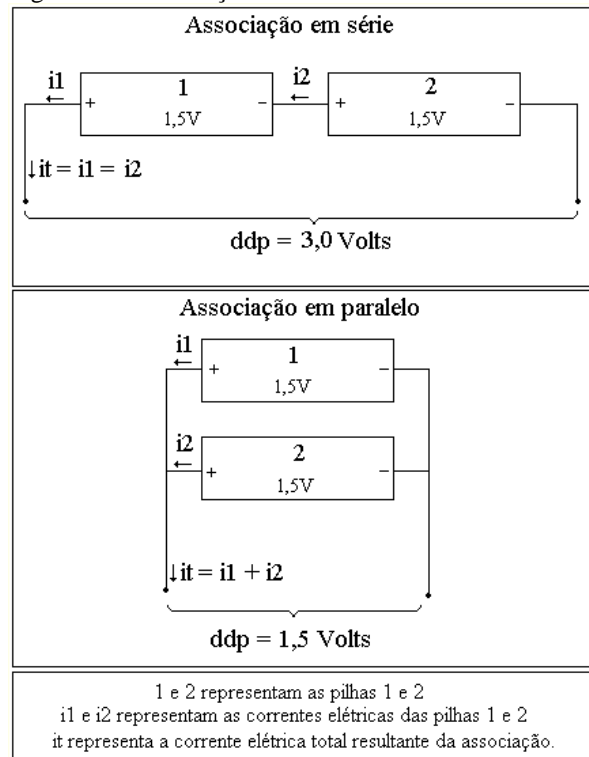 Associação em série
i1
1
i2
2
+
−
+
−
1,5V
1,5V
↓it = i1 = i2
ddp = 3,0 Volts
Associação em paralelo
i1
1
+
−
1,5V
i2
2
+
−
1,5V
↓it = i1 + i2
ddp = 1,5 Volts
1 e 2 representam as pilhas 1 e 2
i1 e i2 representam as correntes elétricas das pilhas 1 e 2
it representa a corrente elétrica total resultante da associação.